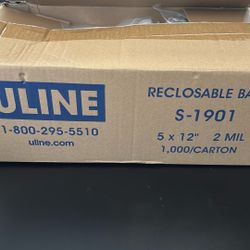 ULINE
1-800-295-5510
uline.com
RECLOSABLE BA
S-1901
5 x 12" 2 MIL
1,000/CARTON